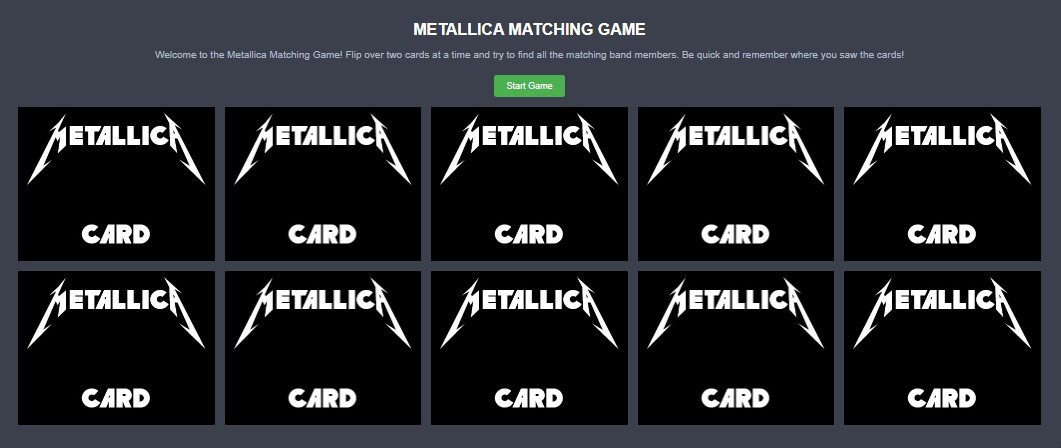 METALLICA MATCHING GAME
Welcome to the Metallica Matching Game! Flip over two cards at a time and try to find all the matching band members. Be quick and remember where you saw the cards!
Start Game
METALLICA METALLICA METALLICA METALLICA METALLICA
CARD CARD CARD CARD CARD
METALLICA METALLICA METALLICA METALLICA METALLICA
CARD CARD CARD CARD CARD